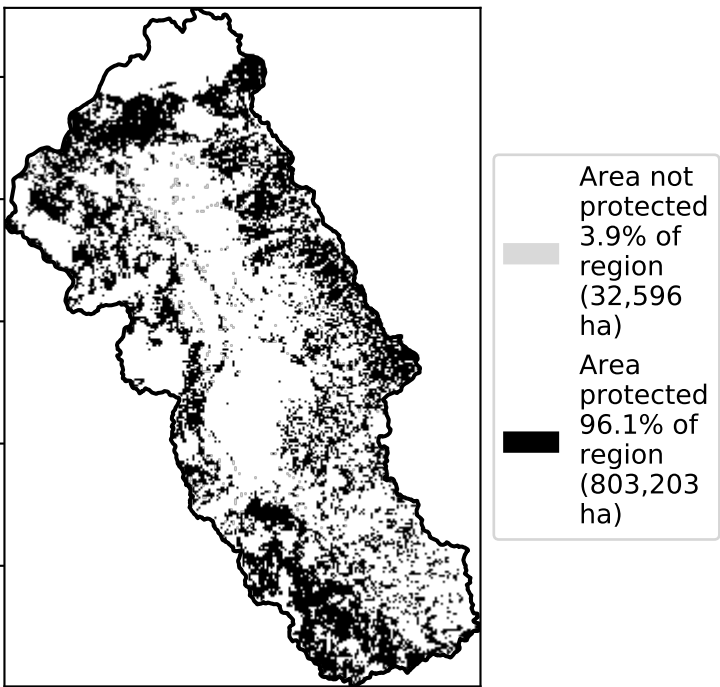 Area not
protected
3.9% of
region
(32,596
ha)
Area
protected
96.1% of
region
(803,203
ha)